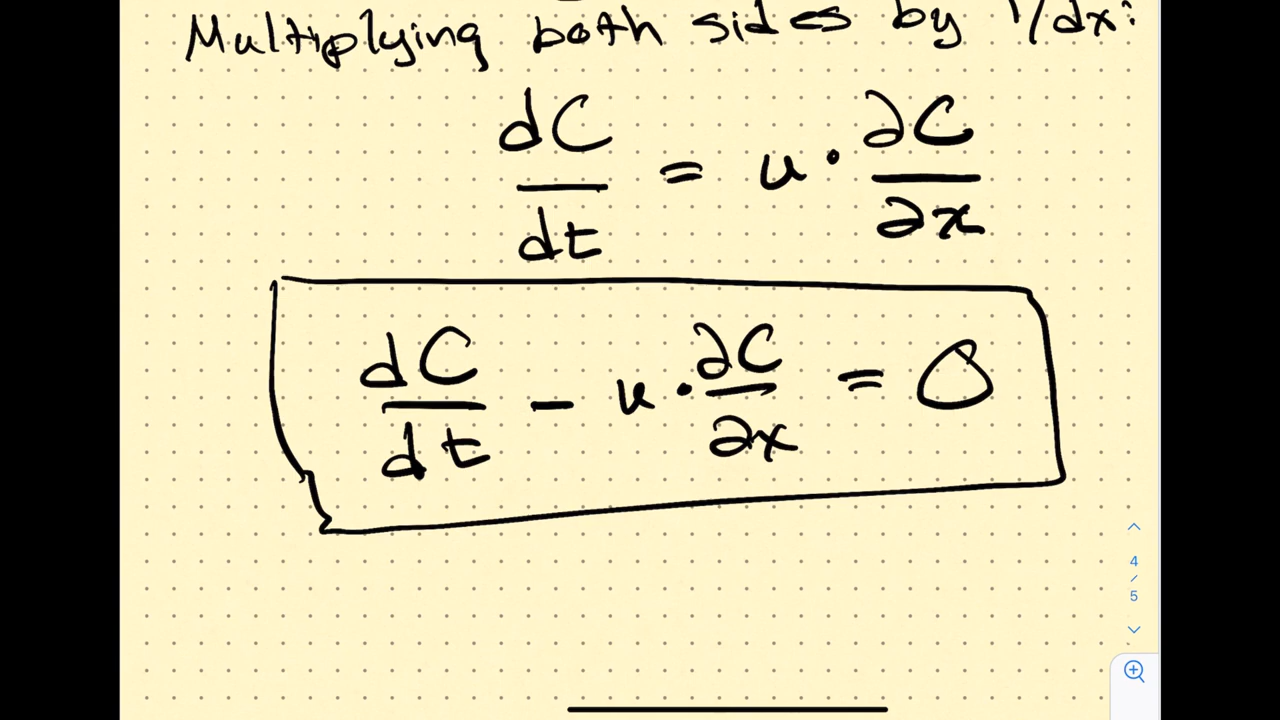 Multiplying both sides by 1/dx:
dC/dt = u · ∂C/∂x
dC/dt - u · ∂C/∂x = 0
4
/
5